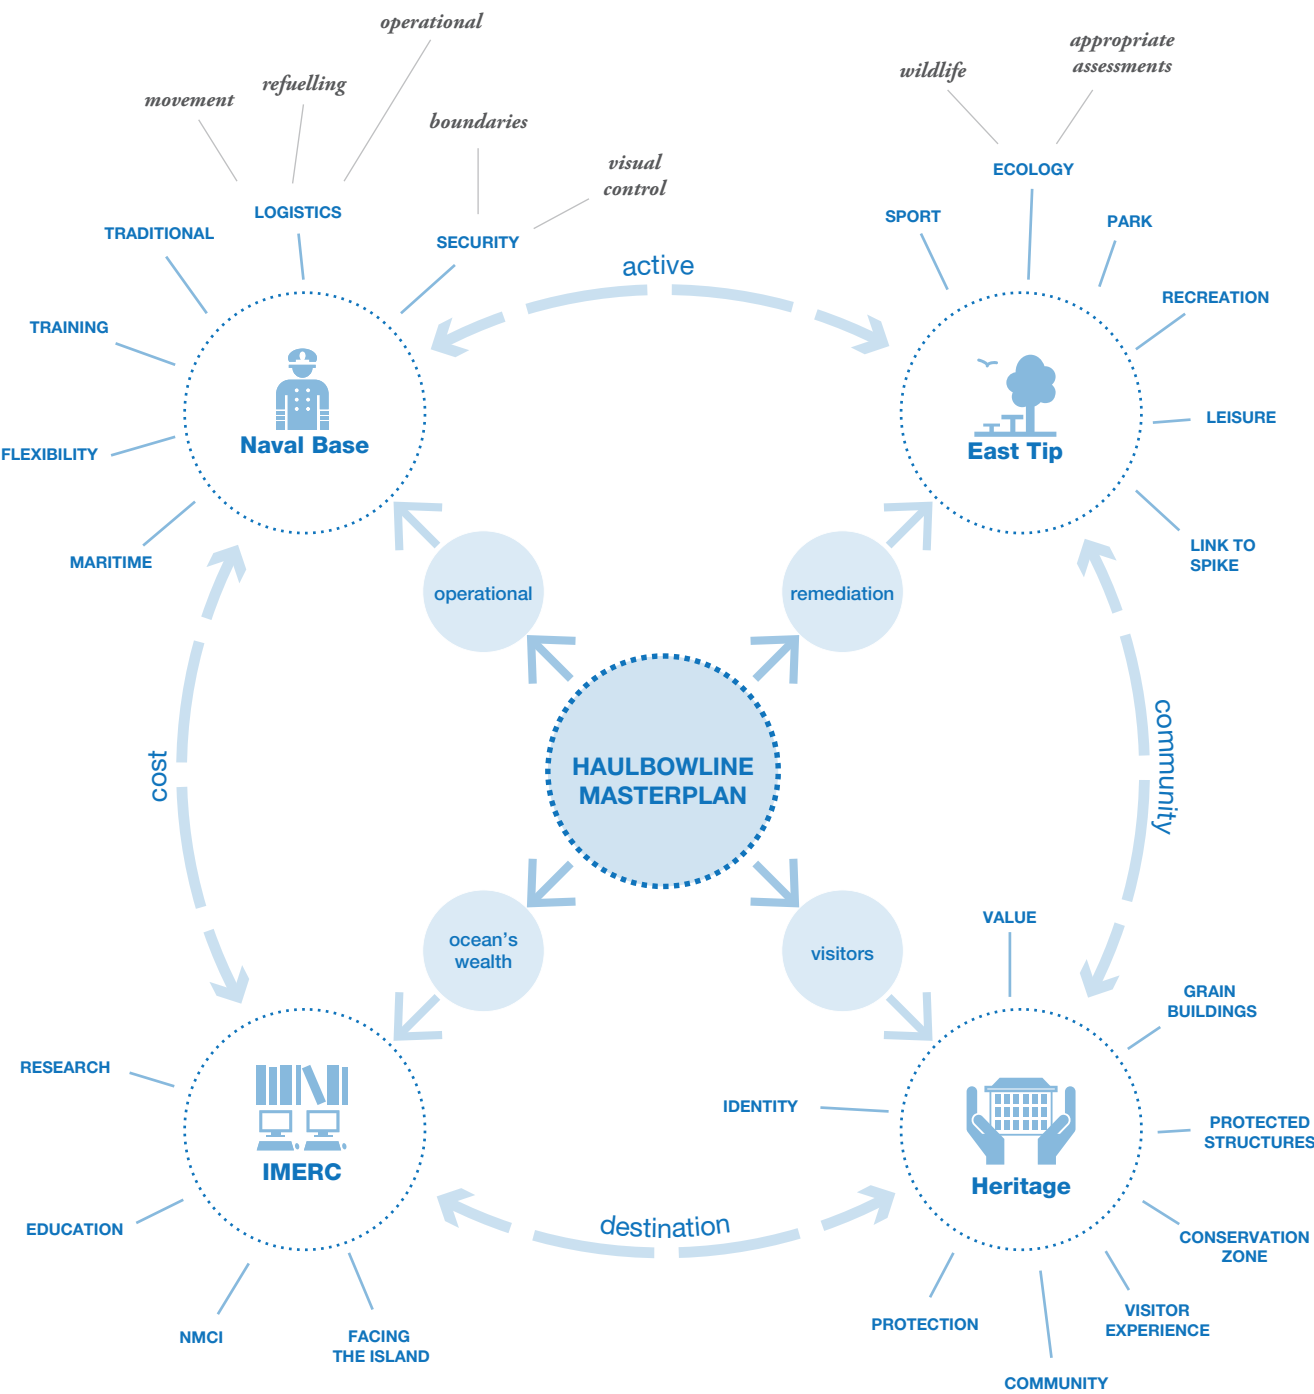 operational
appropriate
assessments
wildlife
refuelling
movement
boundaries
visual
control
ECOLOGY
LOGISTICS
SPORT
PARK
TRADITIONAL
SECURITY
active
RECREATION
TRAINING
LEISURE
Naval Base
East Tip
FLEXIBILITY
LINK TO
SPIKE
MARITIME
operational
remediation
HAULBOWLINE
MASTERPLAN
cost
community
VALUE
ocean's
wealth
visitors
GRAIN
BUILDINGS
RESEARCH
IDENTITY
PROTECTED
STRUCTURES
IMERC
Heritage
EDUCATION
destination
CONSERVATION
ZONE
VISITOR
EXPERIENCE
PROTECTION
NMCI
FACING
THE ISLAND
COMMUNITY